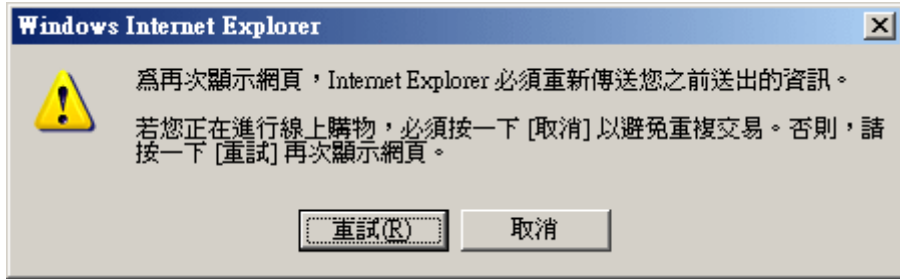 Windows Internet Explorer
為再次顯示網頁，Internet Explorer 必須重新傳送您之前送出的資訊。
若您正在進行線上購物，必須按一下 [取消] 以避免重複交易。否則，請
按一下 [重試] 再次顯示網頁。
重試(R)
取消